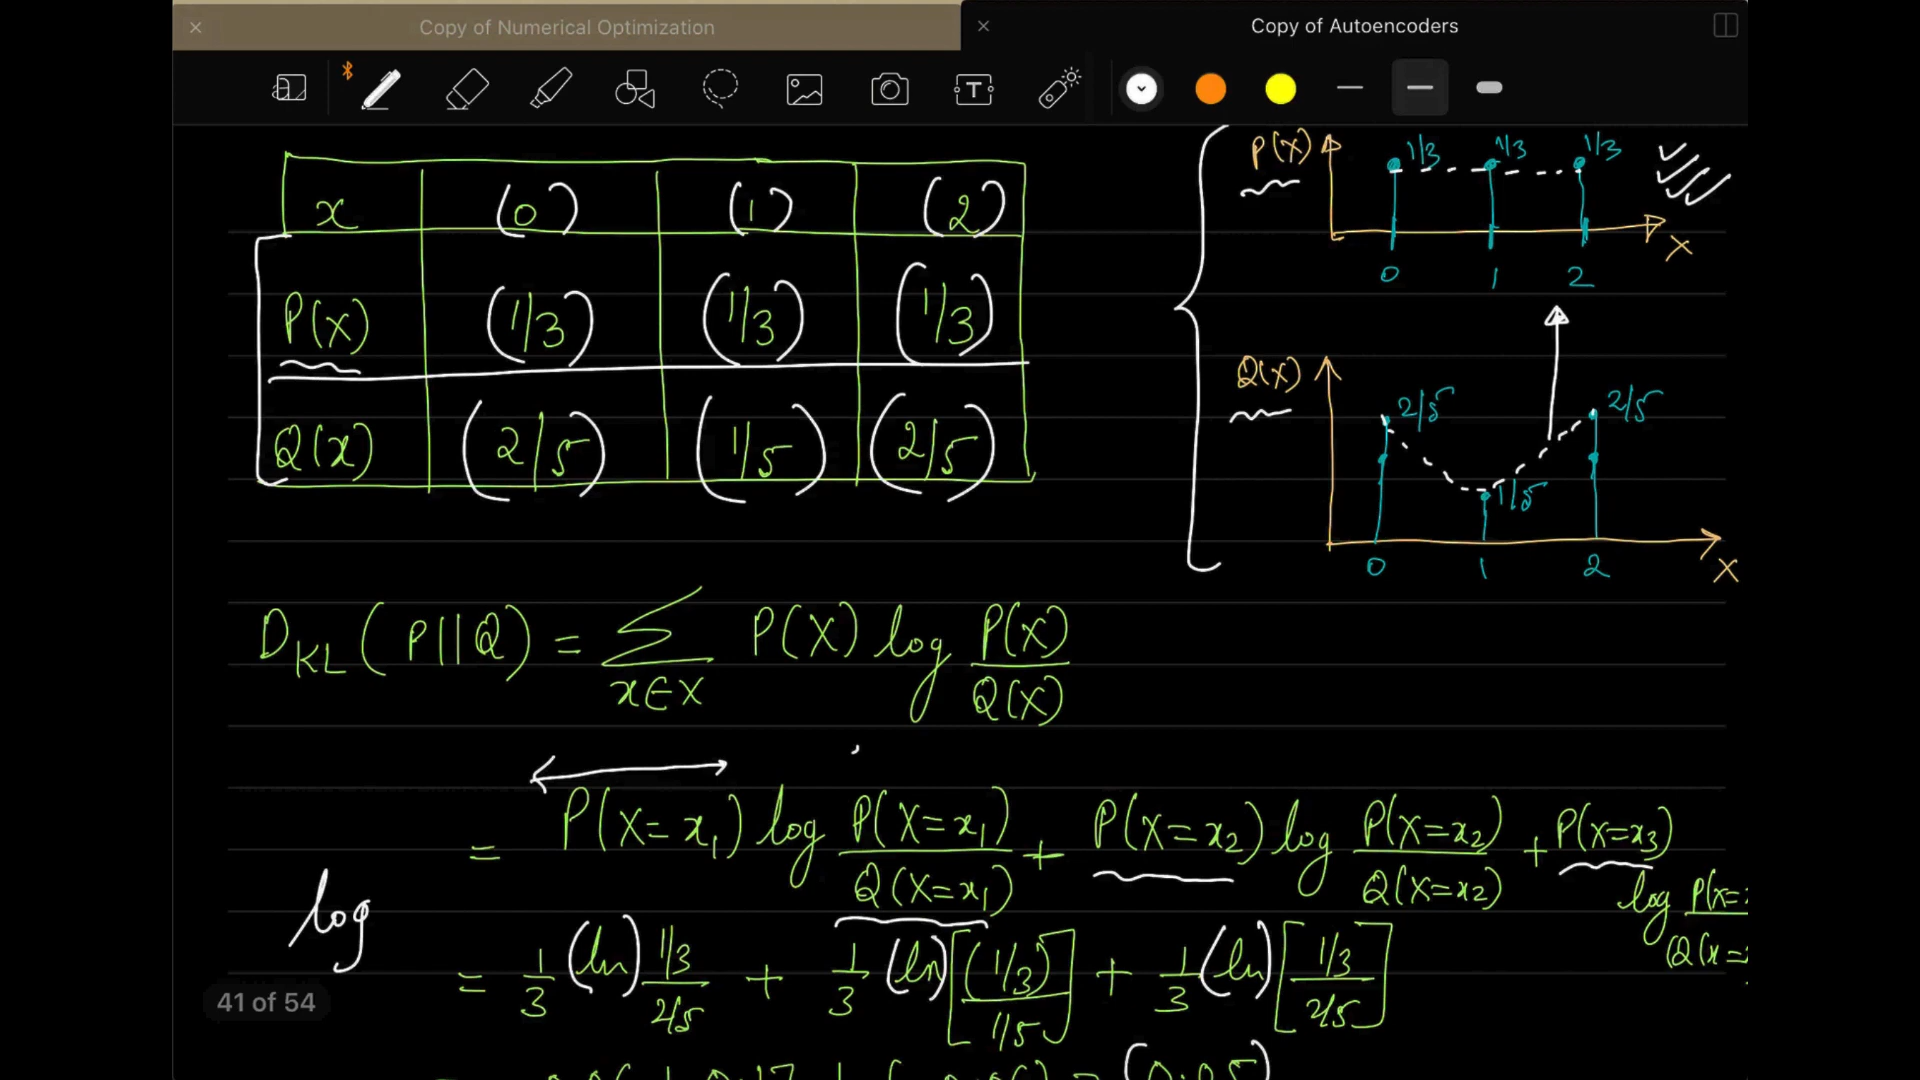 Copy of Numerical Optimization
Copy of Autoencoders
x (0) (1) (2)
P(X) (1/3) (1/3) (1/3)
Q(x) (2/5) (1/5) (2/5)
P(X) 1/3 1/3 1/3
0 1 2 X
Q(X) 2/5 1/5 2/5
0 1 2 X
D_KL(P||Q) = Σ_{x∈X} P(X) log P(X)/Q(X)
= P(X=x₁) log P(X=x₁)/Q(X=x₁) + P(X=x₂) log P(X=x₂)/Q(X=x₂) + P(X=x₃)
log P(X=
Q(X=
log
= 1/3 (ln) (1/3)/(2/5) + 1/3 (ln) [(1/3)/(1/5)] + 1/3 (ln) [(1/3)/(2/5)]
41 of 54